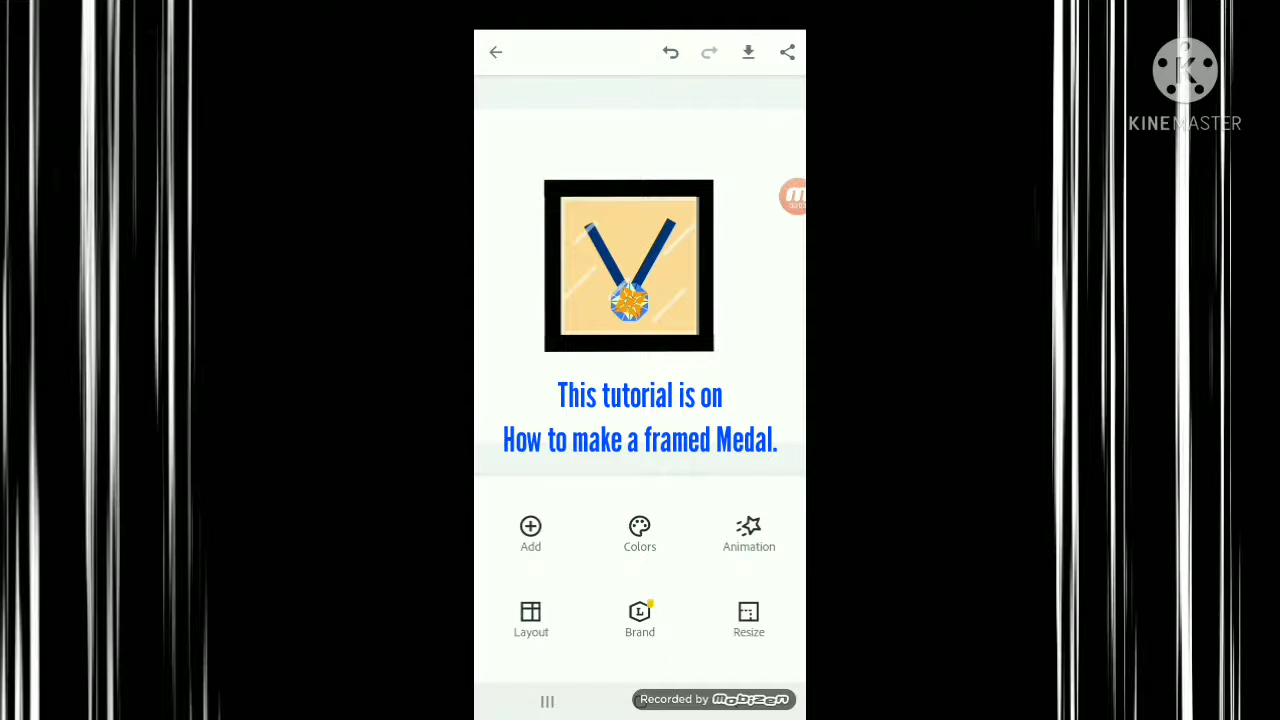 KINEMASTER
This tutorial is on
How to make a framed Medal.
Add
Colors
Animation
Layout
Brand
Resize
Recorded by mobizen